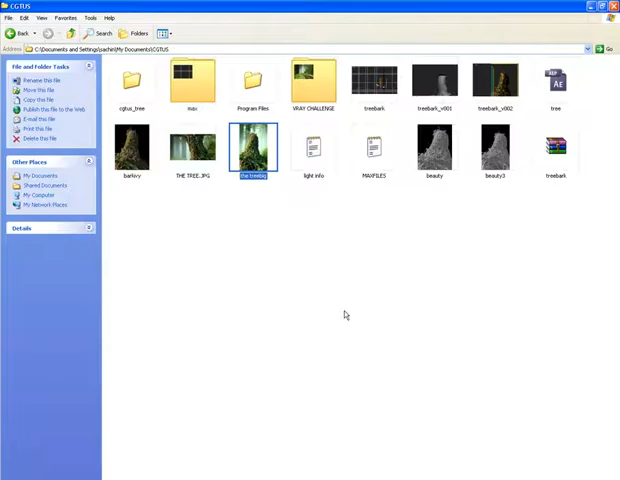 CGTUS
File Edit View Favorites Tools Help
Back Search Folders
Address C:\Documents and Settings\sachin\My Documents\CGTUS Go
File and Folder Tasks
Rename this file
Move this file
Copy this file
Publish this file to the Web
E-mail this file
Print this file
Delete this file
Other Places
My Documents
Shared Documents
My Computer
My Network Places
Details
cgtus_tree max Program Files VRAY CHALLENGE treebark treebark_v001 treebark_v002 tree
AEP
Ae
barkivy THE TREE.JPG the treebig light info MAXFILES beauty beauty3 treebark